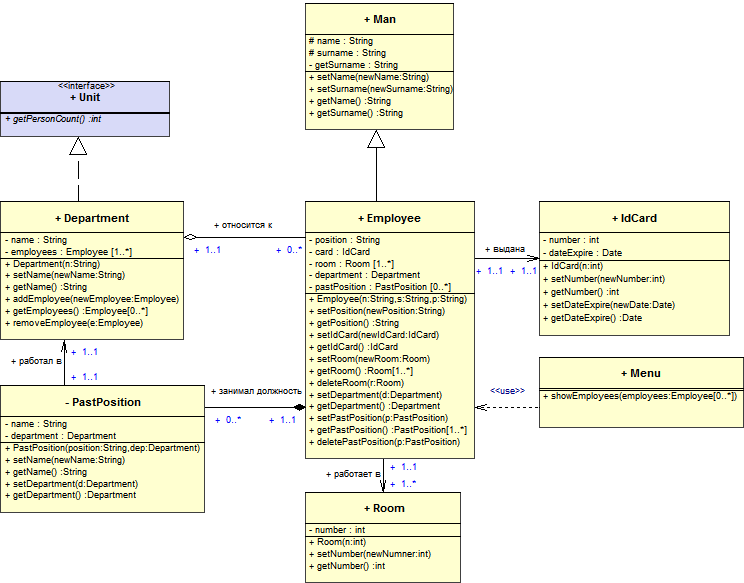 + Man
# name : String
# surname : String
- getSurname : String
+ setName(newName:String)
+ setSurname(newSurname:String)
+ getName() :String
+ getSurname() :String
<<interface>>
+ Unit
+ getPersonCount() :int
+ Department
- name : String
- employees : Employee [1..*]
+ Department(n:String)
+ setName(newName:String)
+ getName() :String
+ addEmployee(newEmployee:Employee)
+ getEmployees() :Employee[0..*]
+ removeEmployee(e:Employee)
+ относится к
+ 1..1
+ 0..*
+ Employee
- position : String
- card : IdCard
- room : Room [1..*]
- department : Department
- pastPosition : PastPosition [0..*]
+ Employee(n:String,s:String,p:String)
+ setPosition(newPosition:String)
+ getPosition() :String
+ setIdCard(newIdCard:IdCard)
+ getIdCard() :IdCard
+ setRoom(newRoom:Room)
+ getRoom() :Room[1..*]
+ deleteRoom(r:Room)
+ setDepartment(d:Department)
+ getDepartment() :Department
+ setPastPosition(p:PastPosition)
+ getPastPosition() :PastPosition[1..*]
+ deletePastPosition(p:PastPosition)
+ выдана
+ 1..1
+ 1..1
+ IdCard
- number : int
- dateExpire : Date
+ IdCard(n:int)
+ setNumber(newNumber:int)
+ getNumber() :int
+ setDateExpire(newDate:Date)
+ getDateExpire() :Date
+ 1..1
+ работал в
+ 1..1
- PastPosition
- name : String
- department : Department
+ PastPosition(position:String,dep:Department)
+ setName(newName:String)
+ getName() :String
+ setDepartment(d:Department)
+ getDepartment() :Department
+ занимал должность
+ 0..*
+ 1..1
<<use>>
+ Menu
+ showEmployees(employees:Employee[0..*])
+ 1..1
+ работает в
+ 1..*
+ Room
- number : int
+ Room(n:int)
+ setNumber(newNumner:int)
+ getNumber() :int